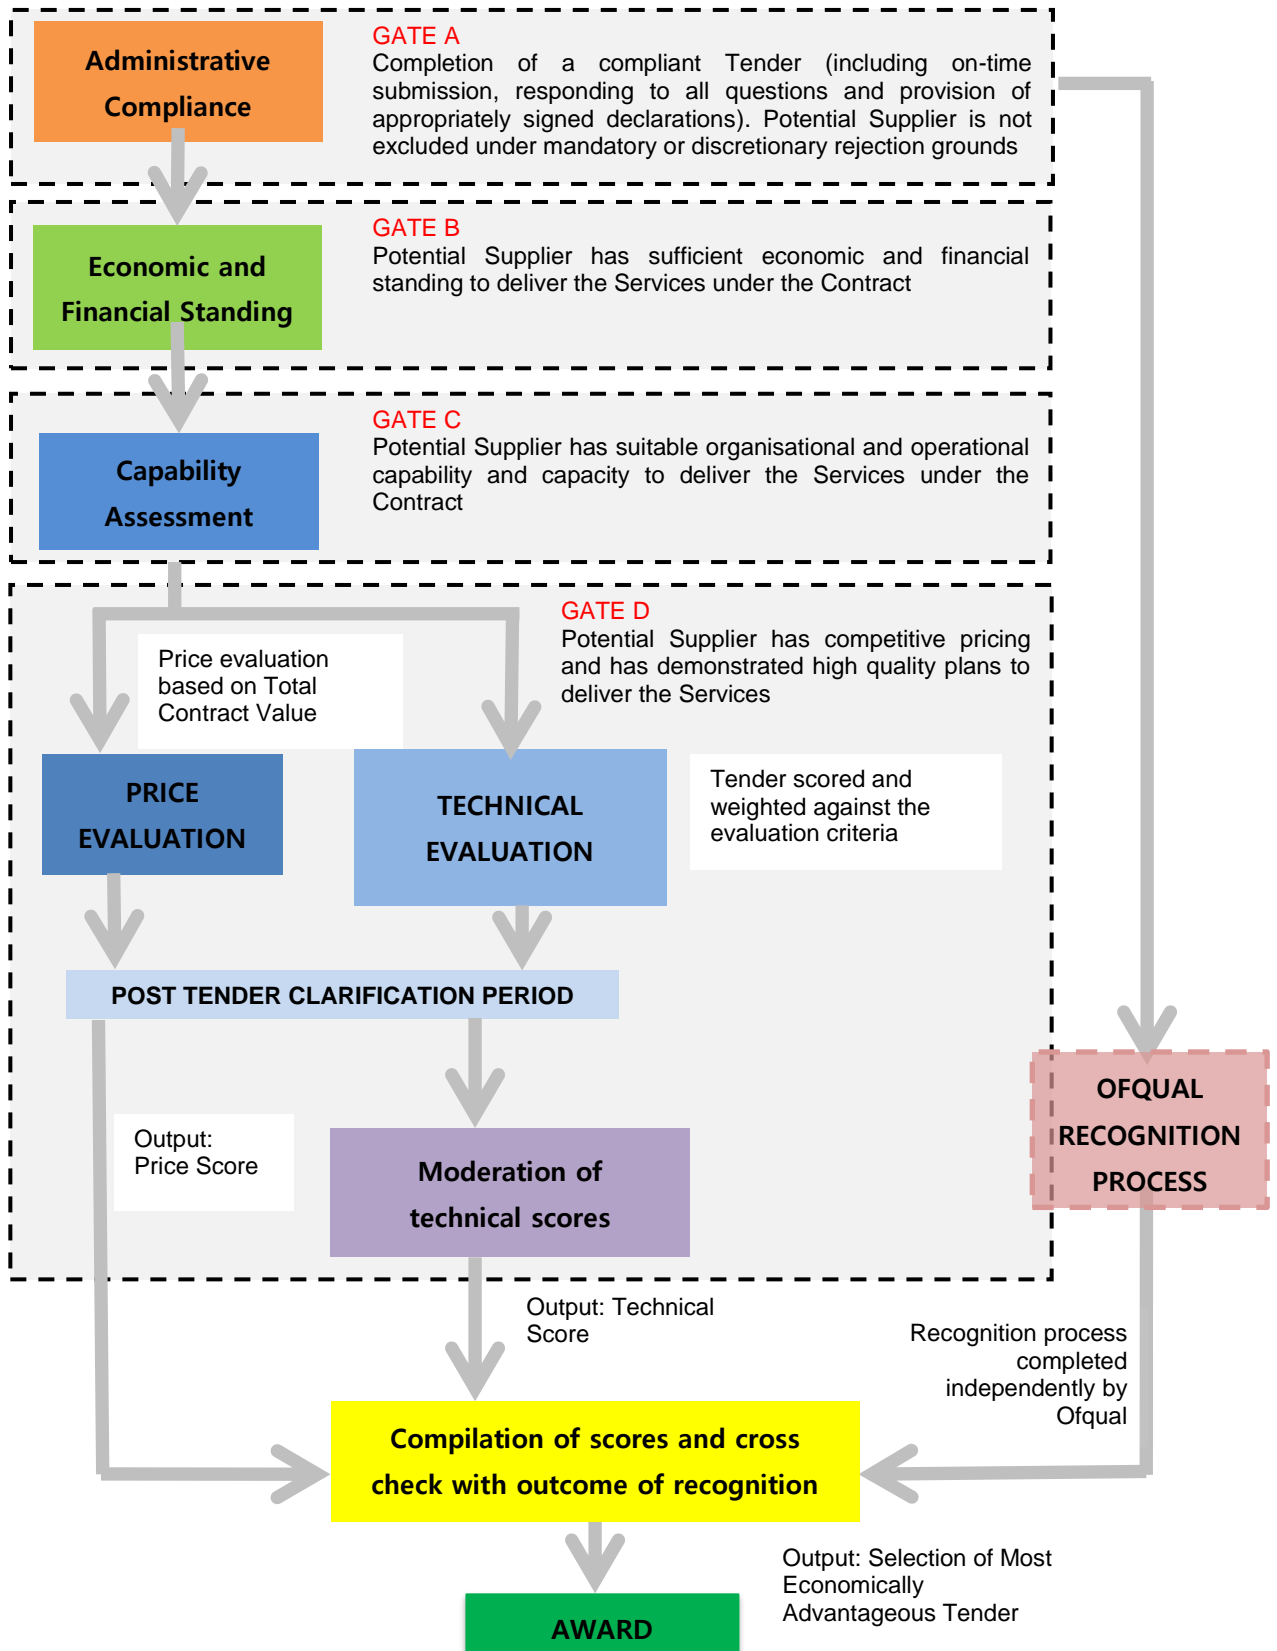 Administrative
Compliance
GATE A
Completion of a compliant Tender (including on-time
submission, responding to all questions and provision of
appropriately signed declarations). Potential Supplier is not
excluded under mandatory or discretionary rejection grounds
Economic and
Financial Standing
GATE B
Potential Supplier has sufficient economic and financial
standing to deliver the Services under the Contract
Capability
Assessment
GATE C
Potential Supplier has suitable organisational and operational
capability and capacity to deliver the Services under the
Contract
GATE D
Potential Supplier has competitive pricing
and has demonstrated high quality plans to
deliver the Services
Price evaluation
based on Total
Contract Value
PRICE
EVALUATION
TECHNICAL
EVALUATION
Tender scored and
weighted against the
evaluation criteria
POST TENDER CLARIFICATION PERIOD
OFQUAL
RECOGNITION
PROCESS
Output:
Price Score
Moderation of
technical scores
Output: Technical
Score
Recognition process
completed
independently by
Ofqual
Compilation of scores and cross
check with outcome of recognition
Output: Selection of Most
Economically
Advantageous Tender
AWARD